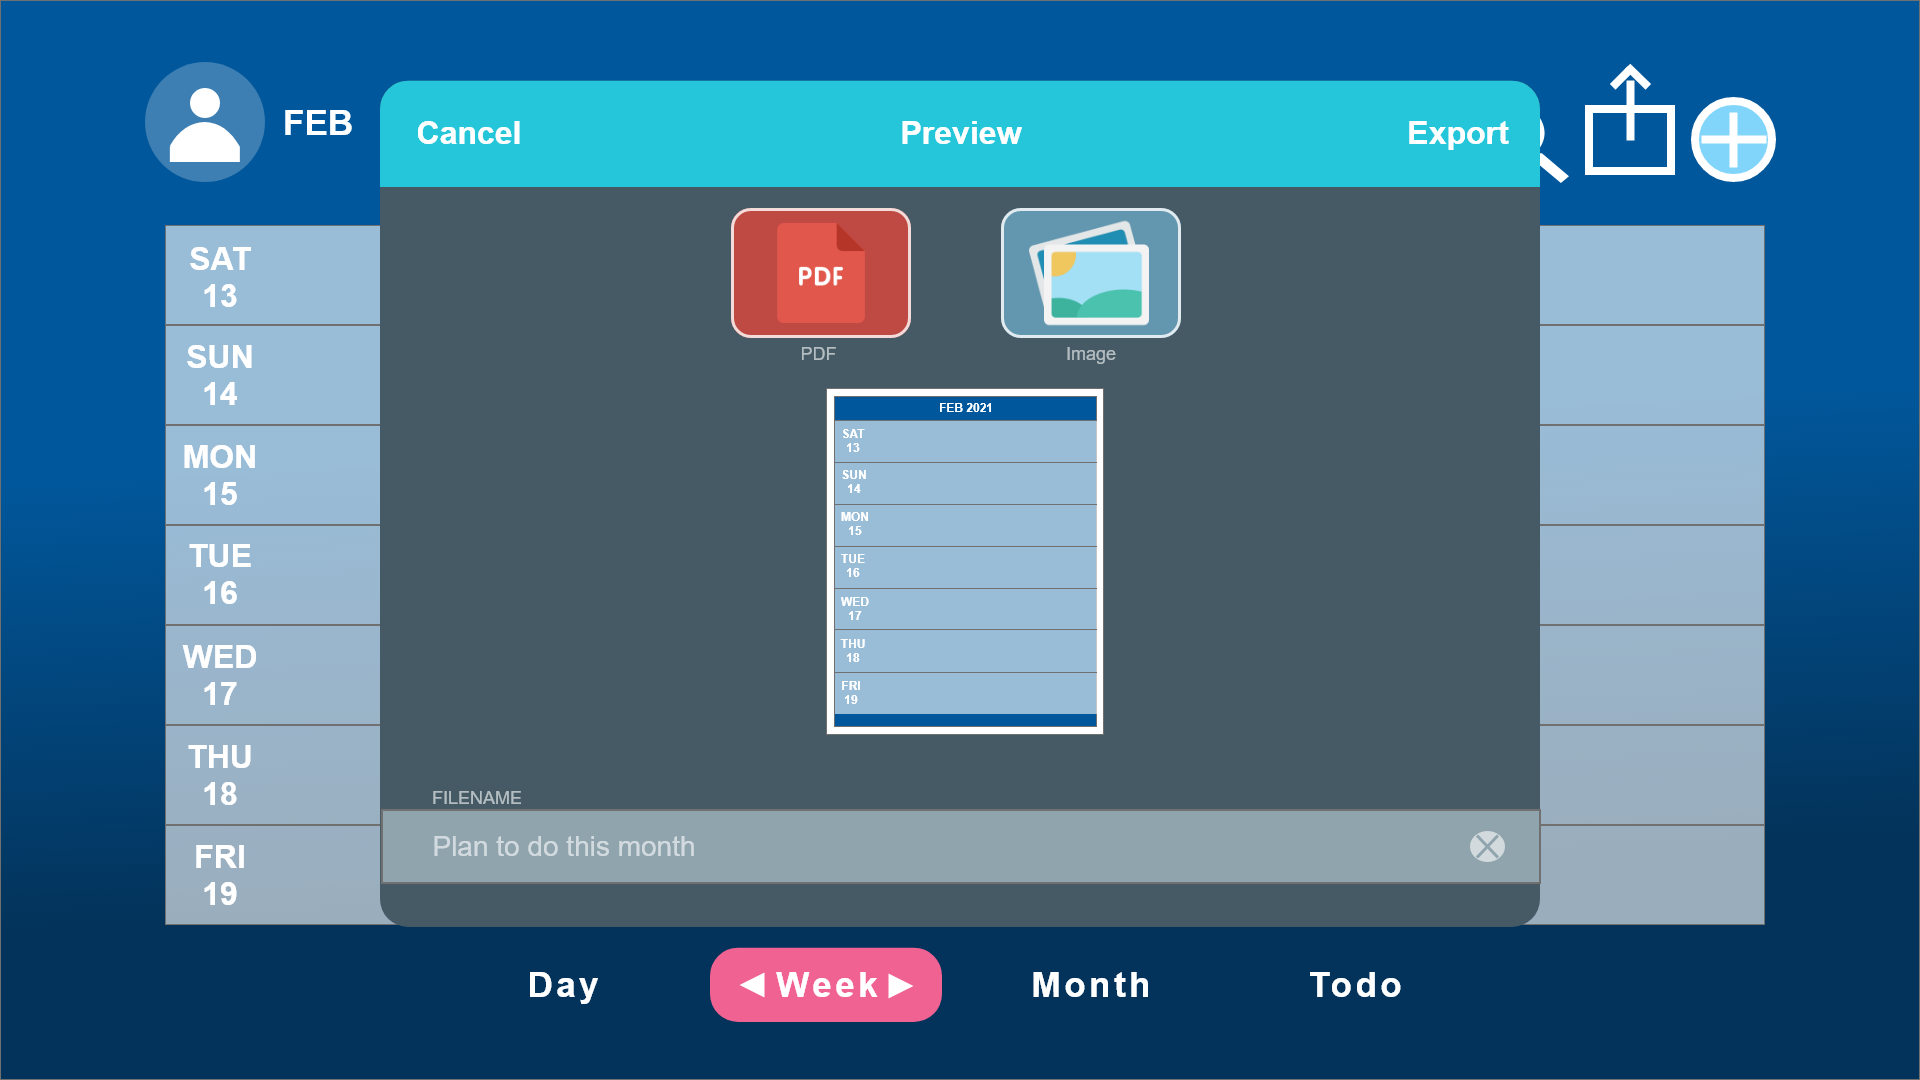 FEB
Cancel
Preview
Export
SAT
13
SUN
14
MON
15
TUE
16
WED
17
THU
18
FRI
19
PDF
PDF
Image
FEB 2021
SAT
13
SUN
14
MON
15
TUE
16
WED
17
THU
18
FRI
19
FILENAME
Plan to do this month
Day
Week
Month
Todo